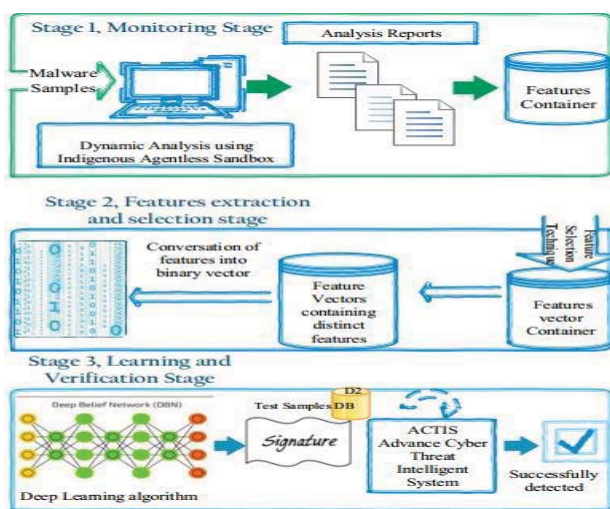 Stage 1, Monitoring Stage
Analysis Reports
Malware
Samples
Features
Container
Dynamic Analysis using
Indigenous Agentless Sandbox
Stage 2, Features extraction
and selection stage
Feature
Selection
Technique
Conversation of
features into
binary vector
Feature
Vectors
containing
distinct
features
Features
vector
Container
Stage 3, Learning and
Verification Stage
Deep Belief Network (DBN)
D2
Test Samples DB
Signature
ACTIS
Advance Cyber
Threat
Intelligent
System
Successfully
detected
Deep Learning algorithm